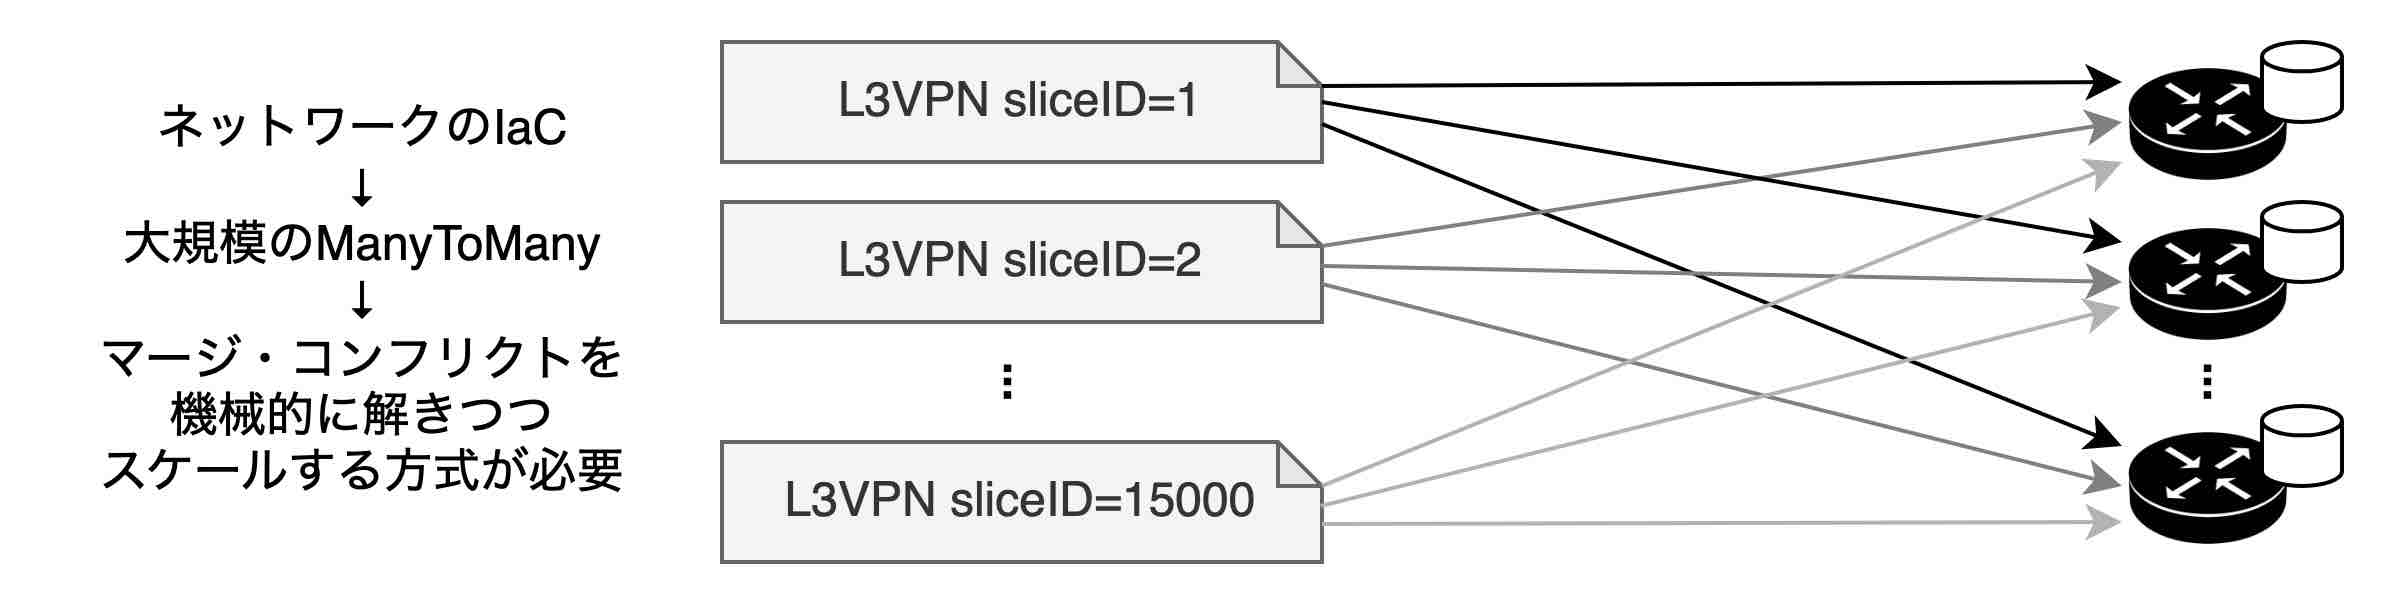 ネットワークのIaC
↓
大規模のManyToMany
↓
マージ・コンフリクトを
機械的に解きつつ
スケールする方式が必要
L3VPN sliceID=1
L3VPN sliceID=2
⋮
L3VPN sliceID=15000
⋮